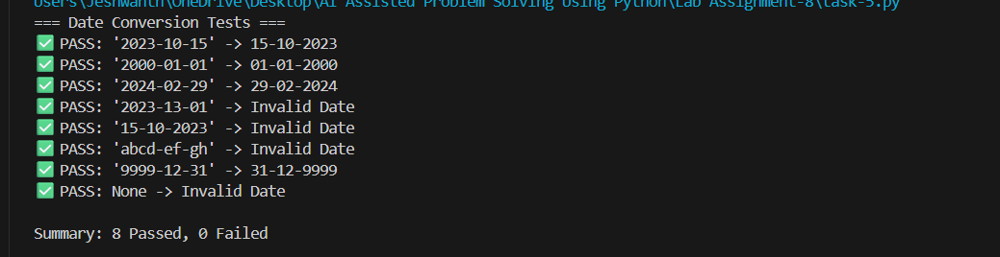 Users\Jeshwanth\OneDrive\Desktop\AI Assisted Problem Solving Using Python\Lab Assignment-8\task-5.py
=== Date Conversion Tests ===
✅ PASS: '2023-10-15' -> 15-10-2023
✅ PASS: '2000-01-01' -> 01-01-2000
✅ PASS: '2024-02-29' -> 29-02-2024
✅ PASS: '2023-13-01' -> Invalid Date
✅ PASS: '15-10-2023' -> Invalid Date
✅ PASS: 'abcd-ef-gh' -> Invalid Date
✅ PASS: '9999-12-31' -> 31-12-9999
✅ PASS: None -> Invalid Date
Summary: 8 Passed, 0 Failed